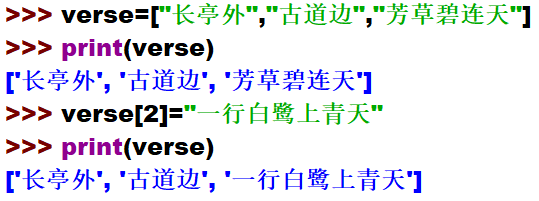 >>> verse=["长亭外","古道边","芳草碧连天"]
>>> print(verse)
['长亭外', '古道边', '芳草碧连天']
>>> verse[2]="一行白鹭上青天"
>>> print(verse)
['长亭外', '古道边', '一行白鹭上青天']